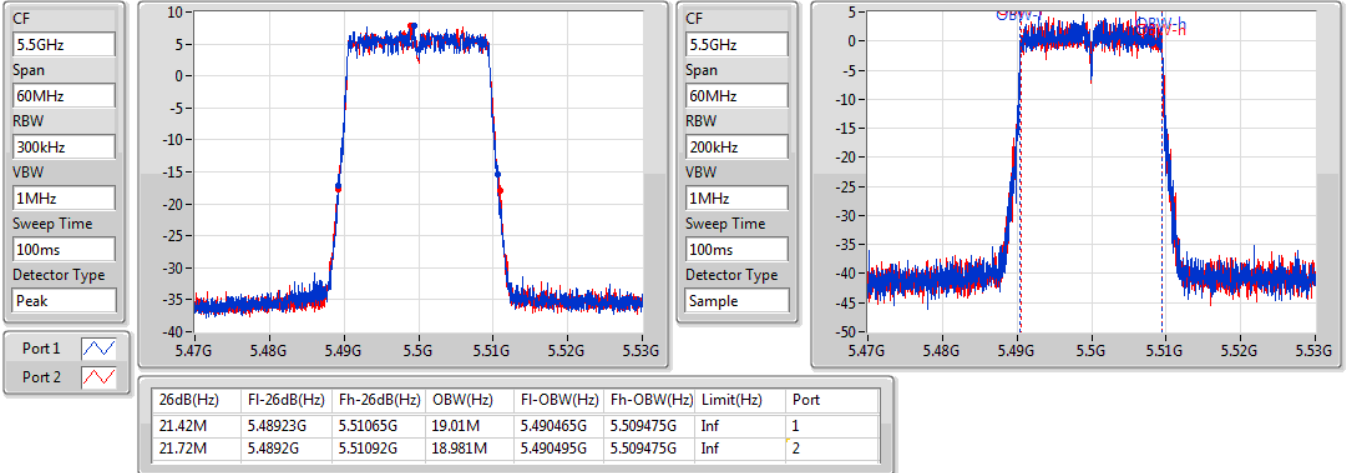 CF
5.5GHz
Span
60MHz
RBW
300kHz
VBW
1MHz
Sweep Time
100ms
Detector Type
Peak
Port 1
Port 2
10
5
0
-5
-10
-15
-20
-25
-30
-35
-40
5.47G 5.48G 5.49G 5.5G 5.51G 5.52G 5.53G
CF
5.5GHz
Span
60MHz
RBW
200kHz
VBW
1MHz
Sweep Time
100ms
Detector Type
Sample
5
0
-5
-10
-15
-20
-25
-30
-35
-40
-45
-50
OBW-h
5.47G 5.48G 5.49G 5.5G 5.51G 5.52G 5.53G
26dB(Hz) Fl-26dB(Hz) Fh-26dB(Hz) OBW(Hz) Fl-OBW(Hz) Fh-OBW(Hz) Limit(Hz) Port
21.42M 5.48923G 5.51065G 19.01M 5.490465G 5.509475G Inf 1
21.72M 5.4892G 5.51092G 18.981M 5.490495G 5.509475G Inf 2